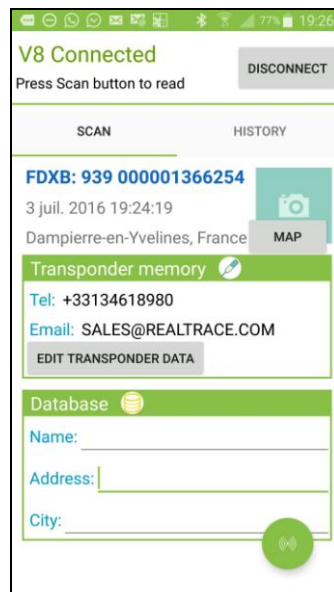 77% 19:26
V8 Connected
DISCONNECT
Press Scan button to read
SCAN HISTORY
FDXB: 939 000001366254
3 juil. 2016 19:24:19
Dampierre-en-Yvelines, France MAP
Transponder memory
Tel: +33134618980
Email: SALES@REALTRACE.COM
EDIT TRANSPONDER DATA
Database
Name:
Address:
City: